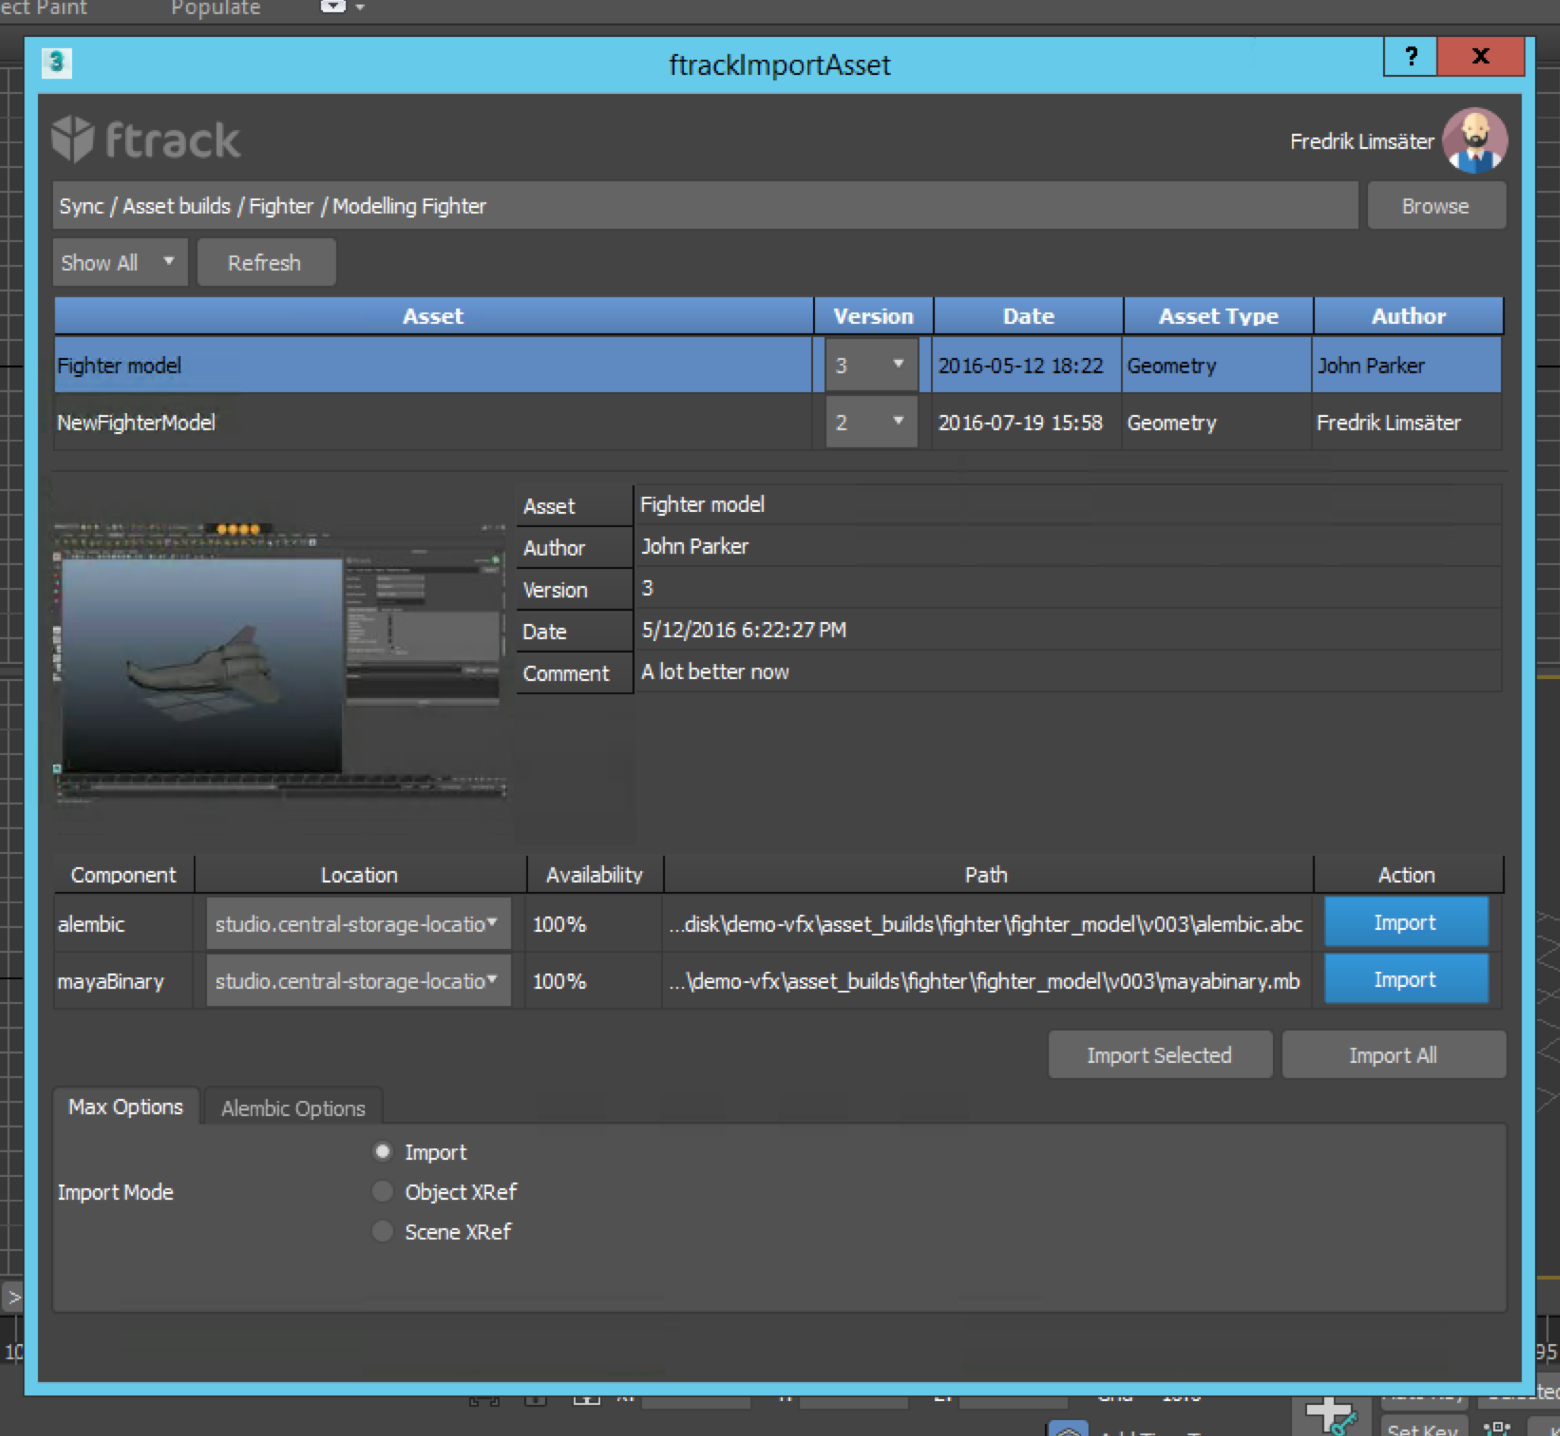 ect Paint Populate
3 ftrackImportAsset ? X
ftrack Fredrik Limsäter
Sync / Asset builds / Fighter / Modelling Fighter Browse
Show All Refresh
Asset Version Date Asset Type Author
Fighter model 3 2016-05-12 18:22 Geometry John Parker
NewFighterModel 2 2016-07-19 15:58 Geometry Fredrik Limsäter
Asset Fighter model
Author John Parker
Version 3
Date 5/12/2016 6:22:27 PM
Comment A lot better now
Component Location Availability Path Action
alembic studio.central-storage-locatio 100% ...disk\demo-vfx\asset_builds\fighter\fighter_model\v003\alembic.abc Import
mayaBinary studio.central-storage-locatio 100% ...\demo-vfx\asset_builds\fighter\fighter_model\v003\mayabinary.mb Import
Import Selected Import All
Max Options Alembic Options
Import
Import Mode Object XRef
Scene XRef
>
10 95
Set Key